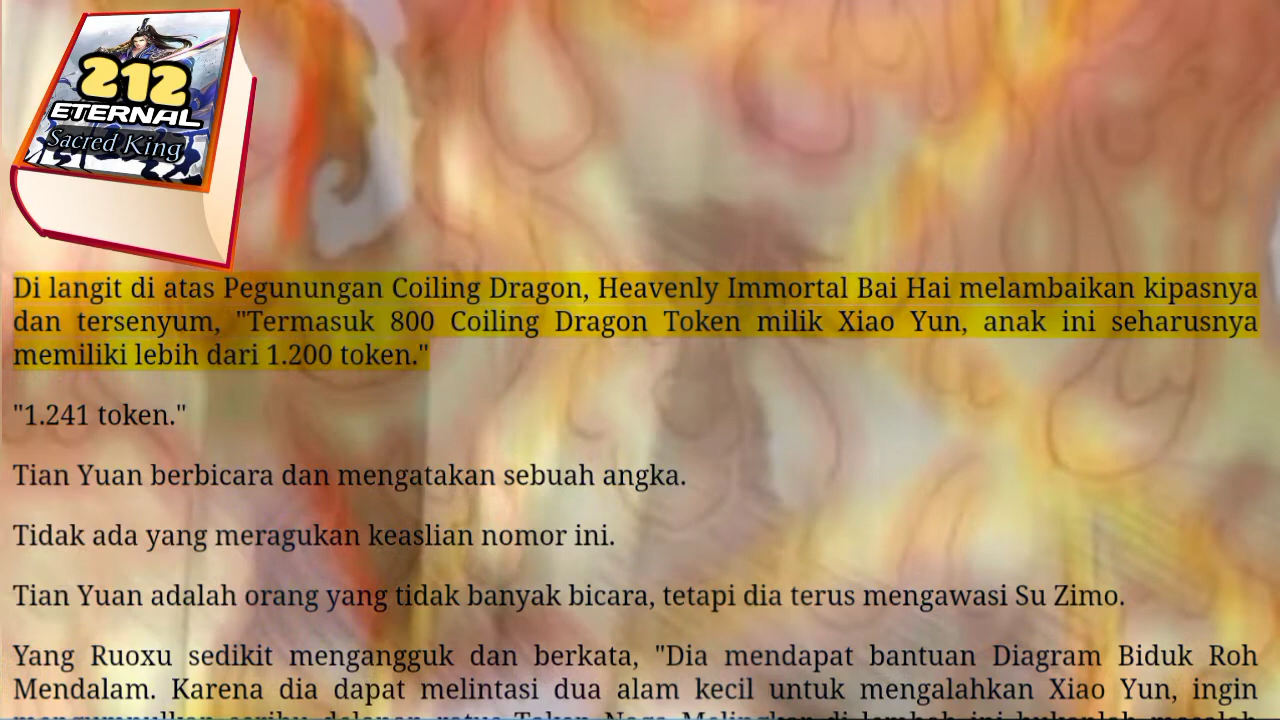 212
ETERNAL
Sacred King
Di langit di atas Pegunungan Coiling Dragon, Heavenly Immortal Bai Hai melambaikan kipasnya
dan tersenyum, "Termasuk 800 Coiling Dragon Token milik Xiao Yun, anak ini seharusnya
memiliki lebih dari 1.200 token."
"1.241 token."
Tian Yuan berbicara dan mengatakan sebuah angka.
Tidak ada yang meragukan keaslian nomor ini.
Tian Yuan adalah orang yang tidak banyak bicara, tetapi dia terus mengawasi Su Zimo.
Yang Ruoxu sedikit mengangguk dan berkata, "Dia mendapat bantuan Diagram Biduk Roh
Mendalam. Karena dia dapat melintasi dua alam kecil untuk mengalahkan Xiao Yun, ingin